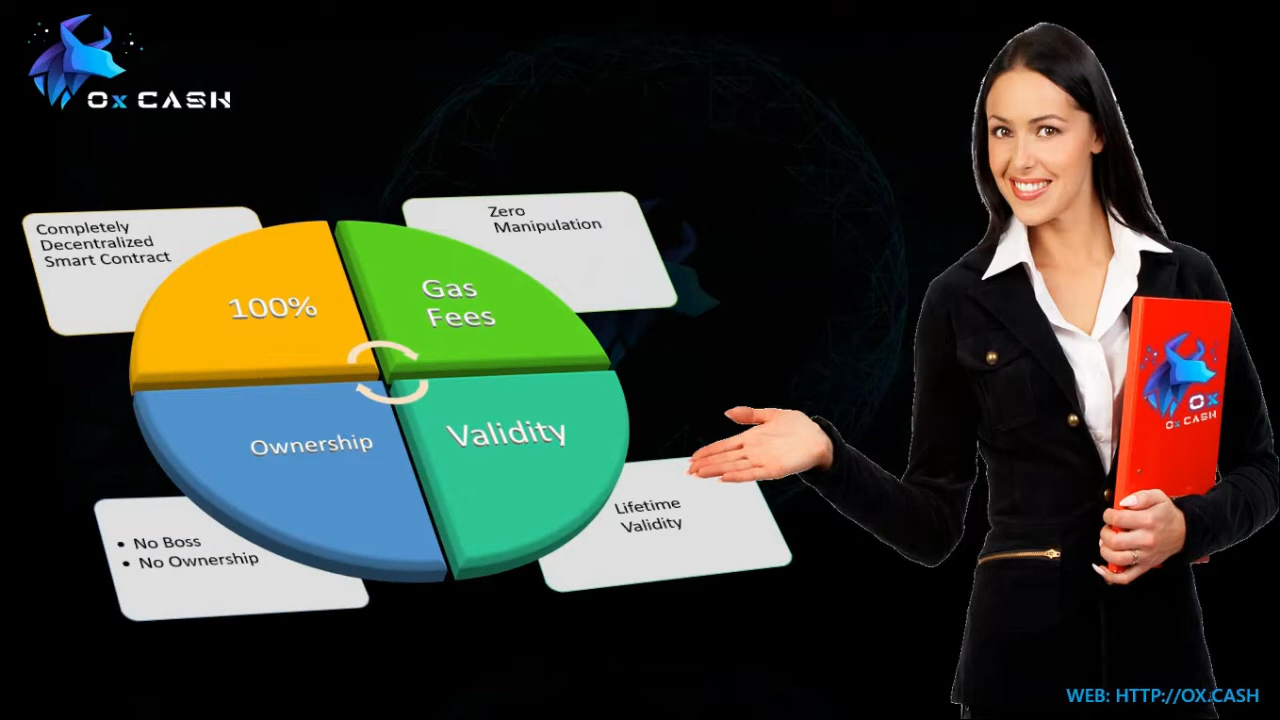 Ox CASH
Completely
Decentralized
Smart Contract
Zero
Manipulation
100%
Gas
Fees
Ownership
Validity
No Boss
No Ownership
Lifetime
Validity
Ox
Ox CASH
WEB: HTTP://OX.CASH